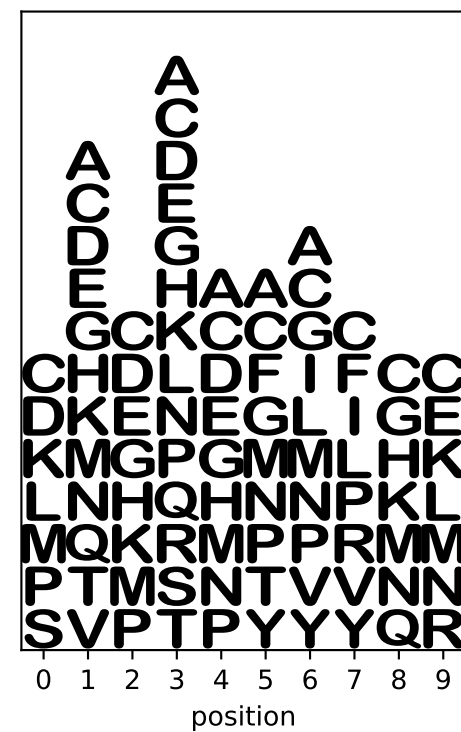 A
C
A D
C E
D G A
E H A A C
G C K C C G C
C H D L D F I F C C
D K E N E G L I G E
K M G P G M M L H K
L N H Q H N N P K L
M Q K R M P P R M M
P T M S N T V V N N
S V P T P Y Y Y Q R
0 1 2 3 4 5 6 7 8 9
position